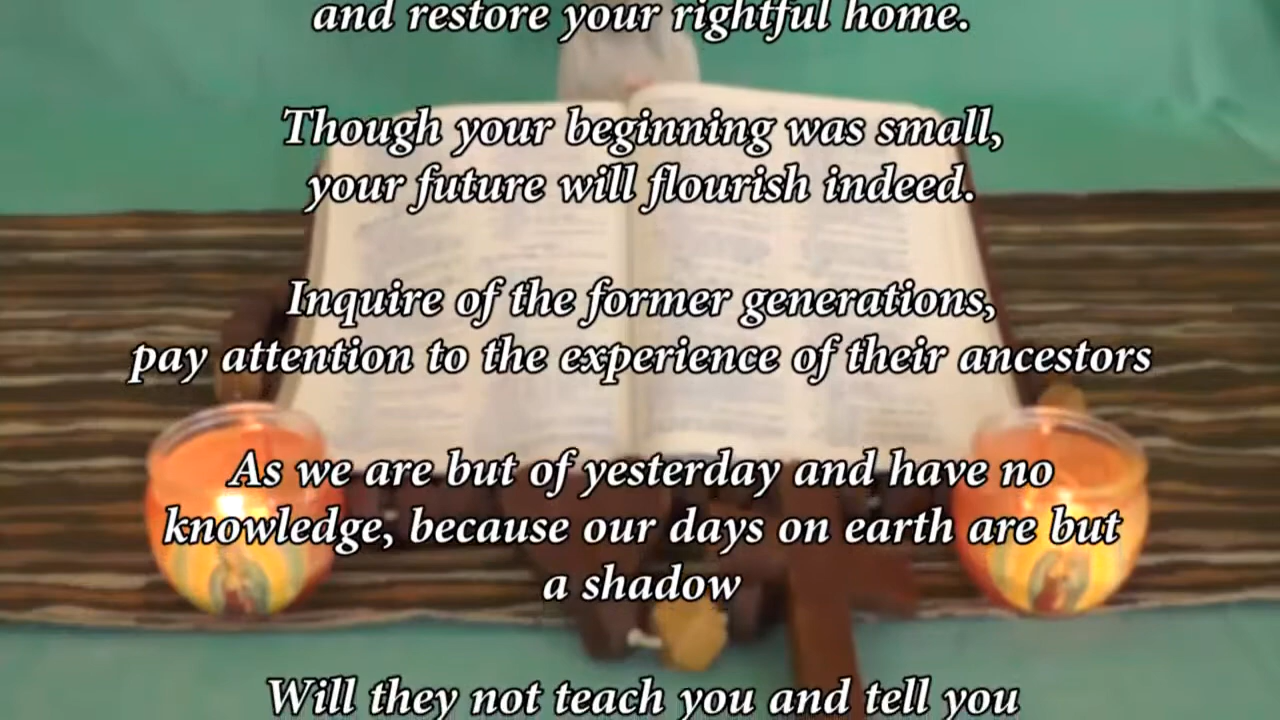 and restore your rightful home.
Though your beginning was small,
your future will flourish indeed.
Inquire of the former generations,
pay attention to the experience of their ancestors
As we are but of yesterday and have no
knowledge, because our days on earth are but
a shadow
Will they not teach you and tell you